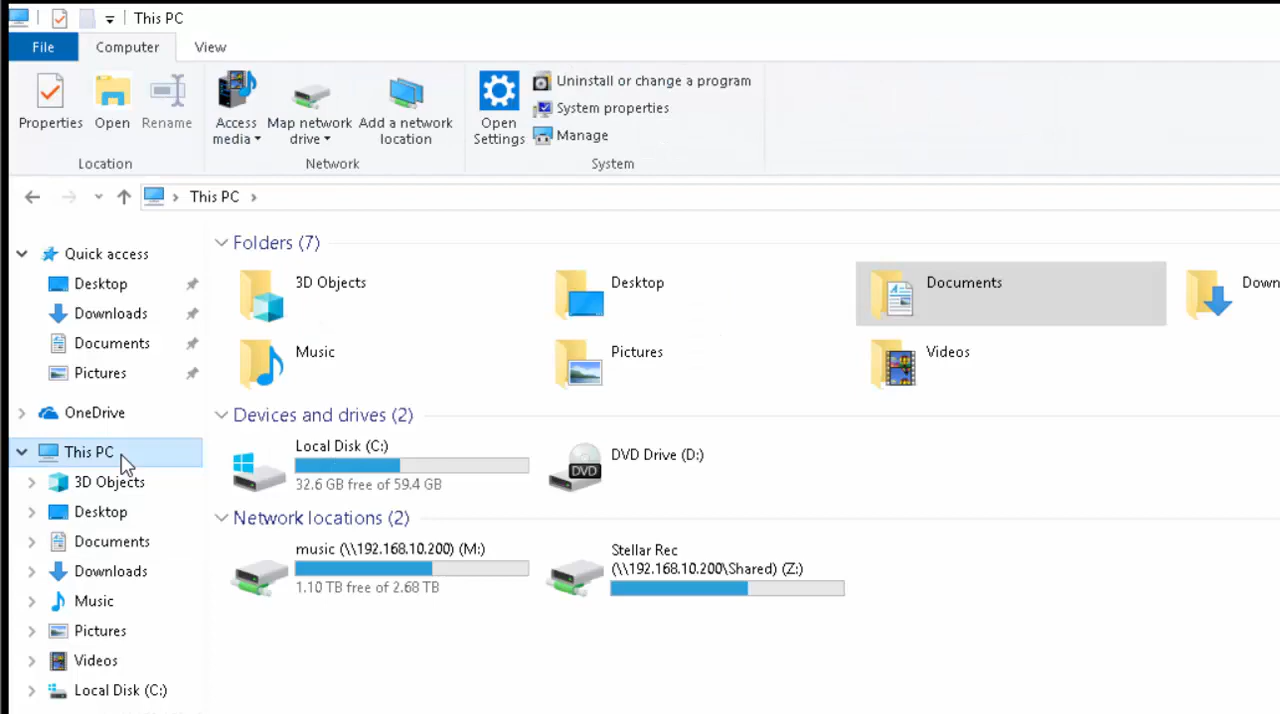 This PC
File
Computer
View
Properties
Open
Rename
Access
media
Map network
drive
Add a network
location
Open
Settings
Uninstall or change a program
System properties
Manage
Location
Network
System
This PC
Quick access
Desktop
Downloads
Documents
Pictures
OneDrive
This PC
3D Objects
Desktop
Documents
Downloads
Music
Pictures
Videos
Local Disk (C:)
Folders (7)
3D Objects
Desktop
Documents
Down
Music
Pictures
Videos
Devices and drives (2)
Local Disk (C:)
32.6 GB free of 59.4 GB
DVD
DVD Drive (D:)
Network locations (2)
music (\\192.168.10.200) (M:)
1.10 TB free of 2.68 TB
Stellar Rec
(\\192.168.10.200\Shared) (Z:)